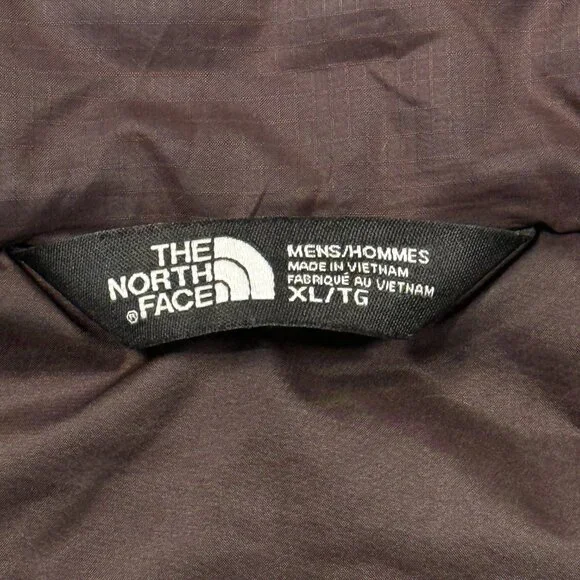 THE
NORTH
FACE
®
MENS/HOMMES
MADE IN VIETNAM
FABRIQUÉ AU VIETNAM
XL/TG